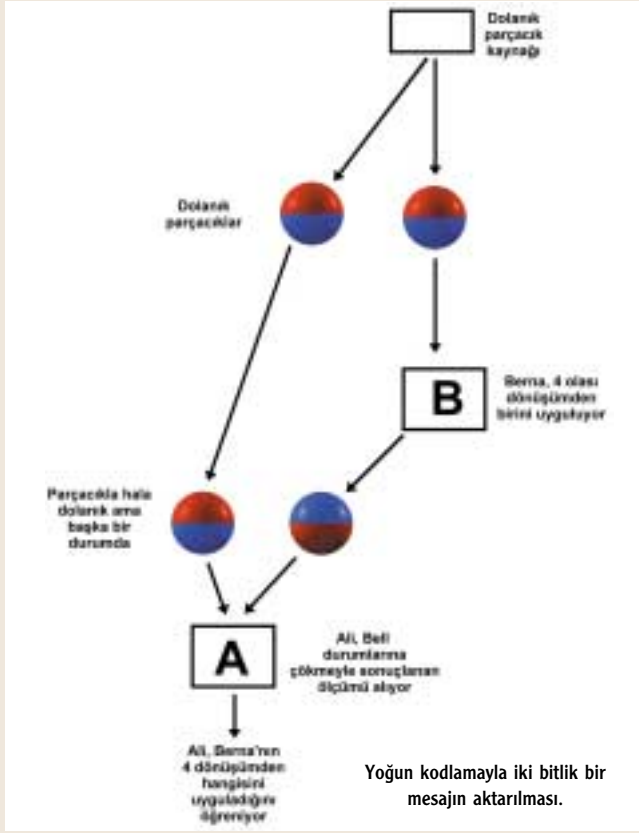 Dolanık
parçacık
kaynağı
Dolanık
parçacıklar
B
Berna, 4 olası
dönüşümden
birini uyguluyor
Parçacıkla hala
dolanık ama
başka bir
durumda
A
Ali, Bell
durumlarına
çökmeyle sonuçlanan
ölçümü alıyor
Ali, Berna'nın
4 dönüşümden
hangisini
uyguladığını
öğreniyor
Yoğun kodlamayla iki bitlik bir
mesajın aktarılması.